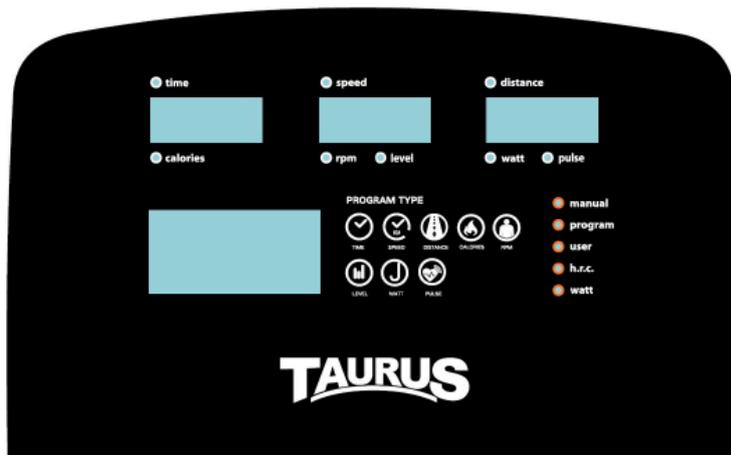 time speed distance
calories rpm level watt pulse
PROGRAM TYPE
TIME SPEED DISTANCE CALORIES RPM
LEVEL WATT PULSE
manual
program
user
h.r.c.
watt
TAURUS